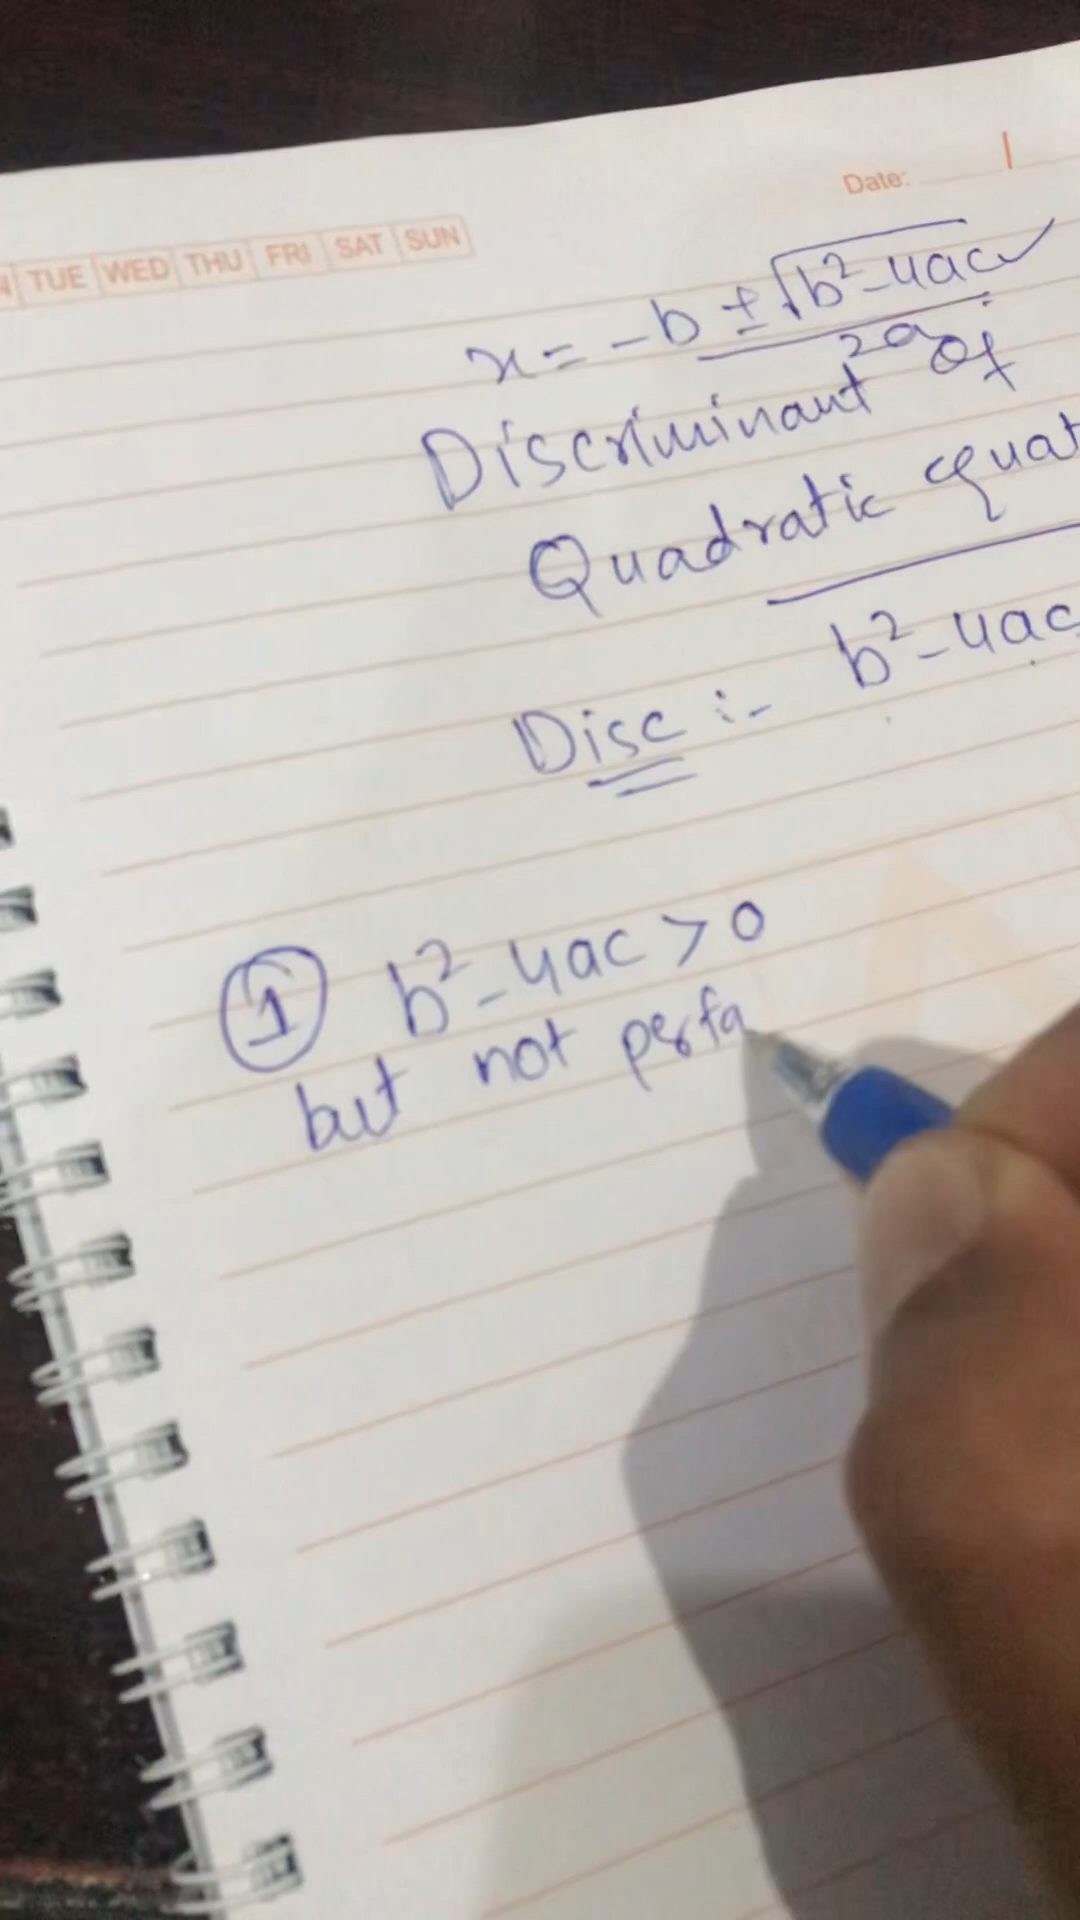 Date:
TUE WED THU FRI SAT SUN
x = -b ± √b²-4ac
2a
Discriminant of
Quadratic equat
Disc :- b²-4ac
1 b²-4ac > 0
but not perfa